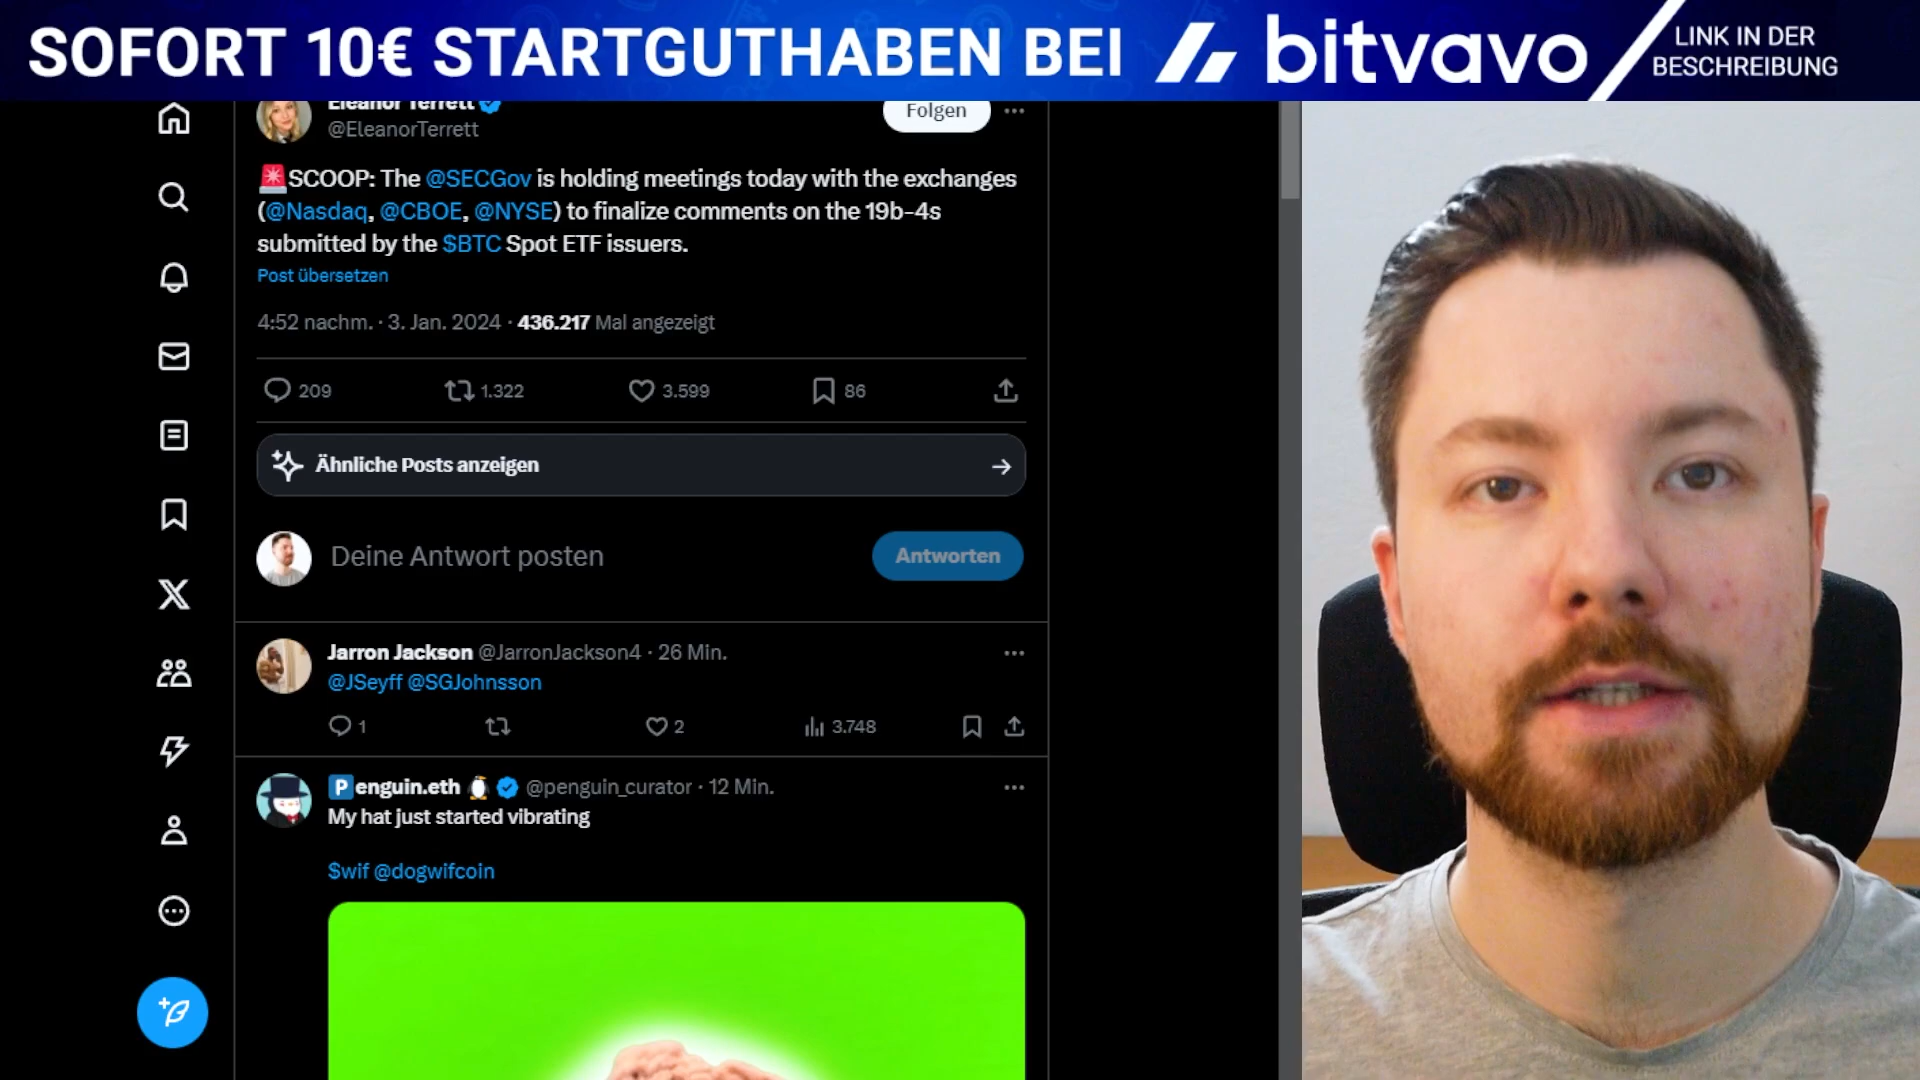 SOFORT 10€ STARTGUTHABEN BEI bitvavo
LINK IN DER
BESCHREIBUNG
Eleanor Terrett
@EleanorTerrett
Folgen
SCOOP: The @SECGov is holding meetings today with the exchanges
(@Nasdaq, @CBOE, @NYSE) to finalize comments on the 19b-4s
submitted by the $BTC Spot ETF issuers.
Post übersetzen
4:52 nachm. · 3. Jan. 2024 · 436.217 Mal angezeigt
209 1.322 3.599 86
Ähnliche Posts anzeigen
Deine Antwort posten
Antworten
Jarron Jackson @JarronJackson4 · 26 Min.
@JSeyff @SGJohnsson
1 2 3.748
Penguin.eth @penguin_curator · 12 Min.
My hat just started vibrating
$wif @dogwifcoin